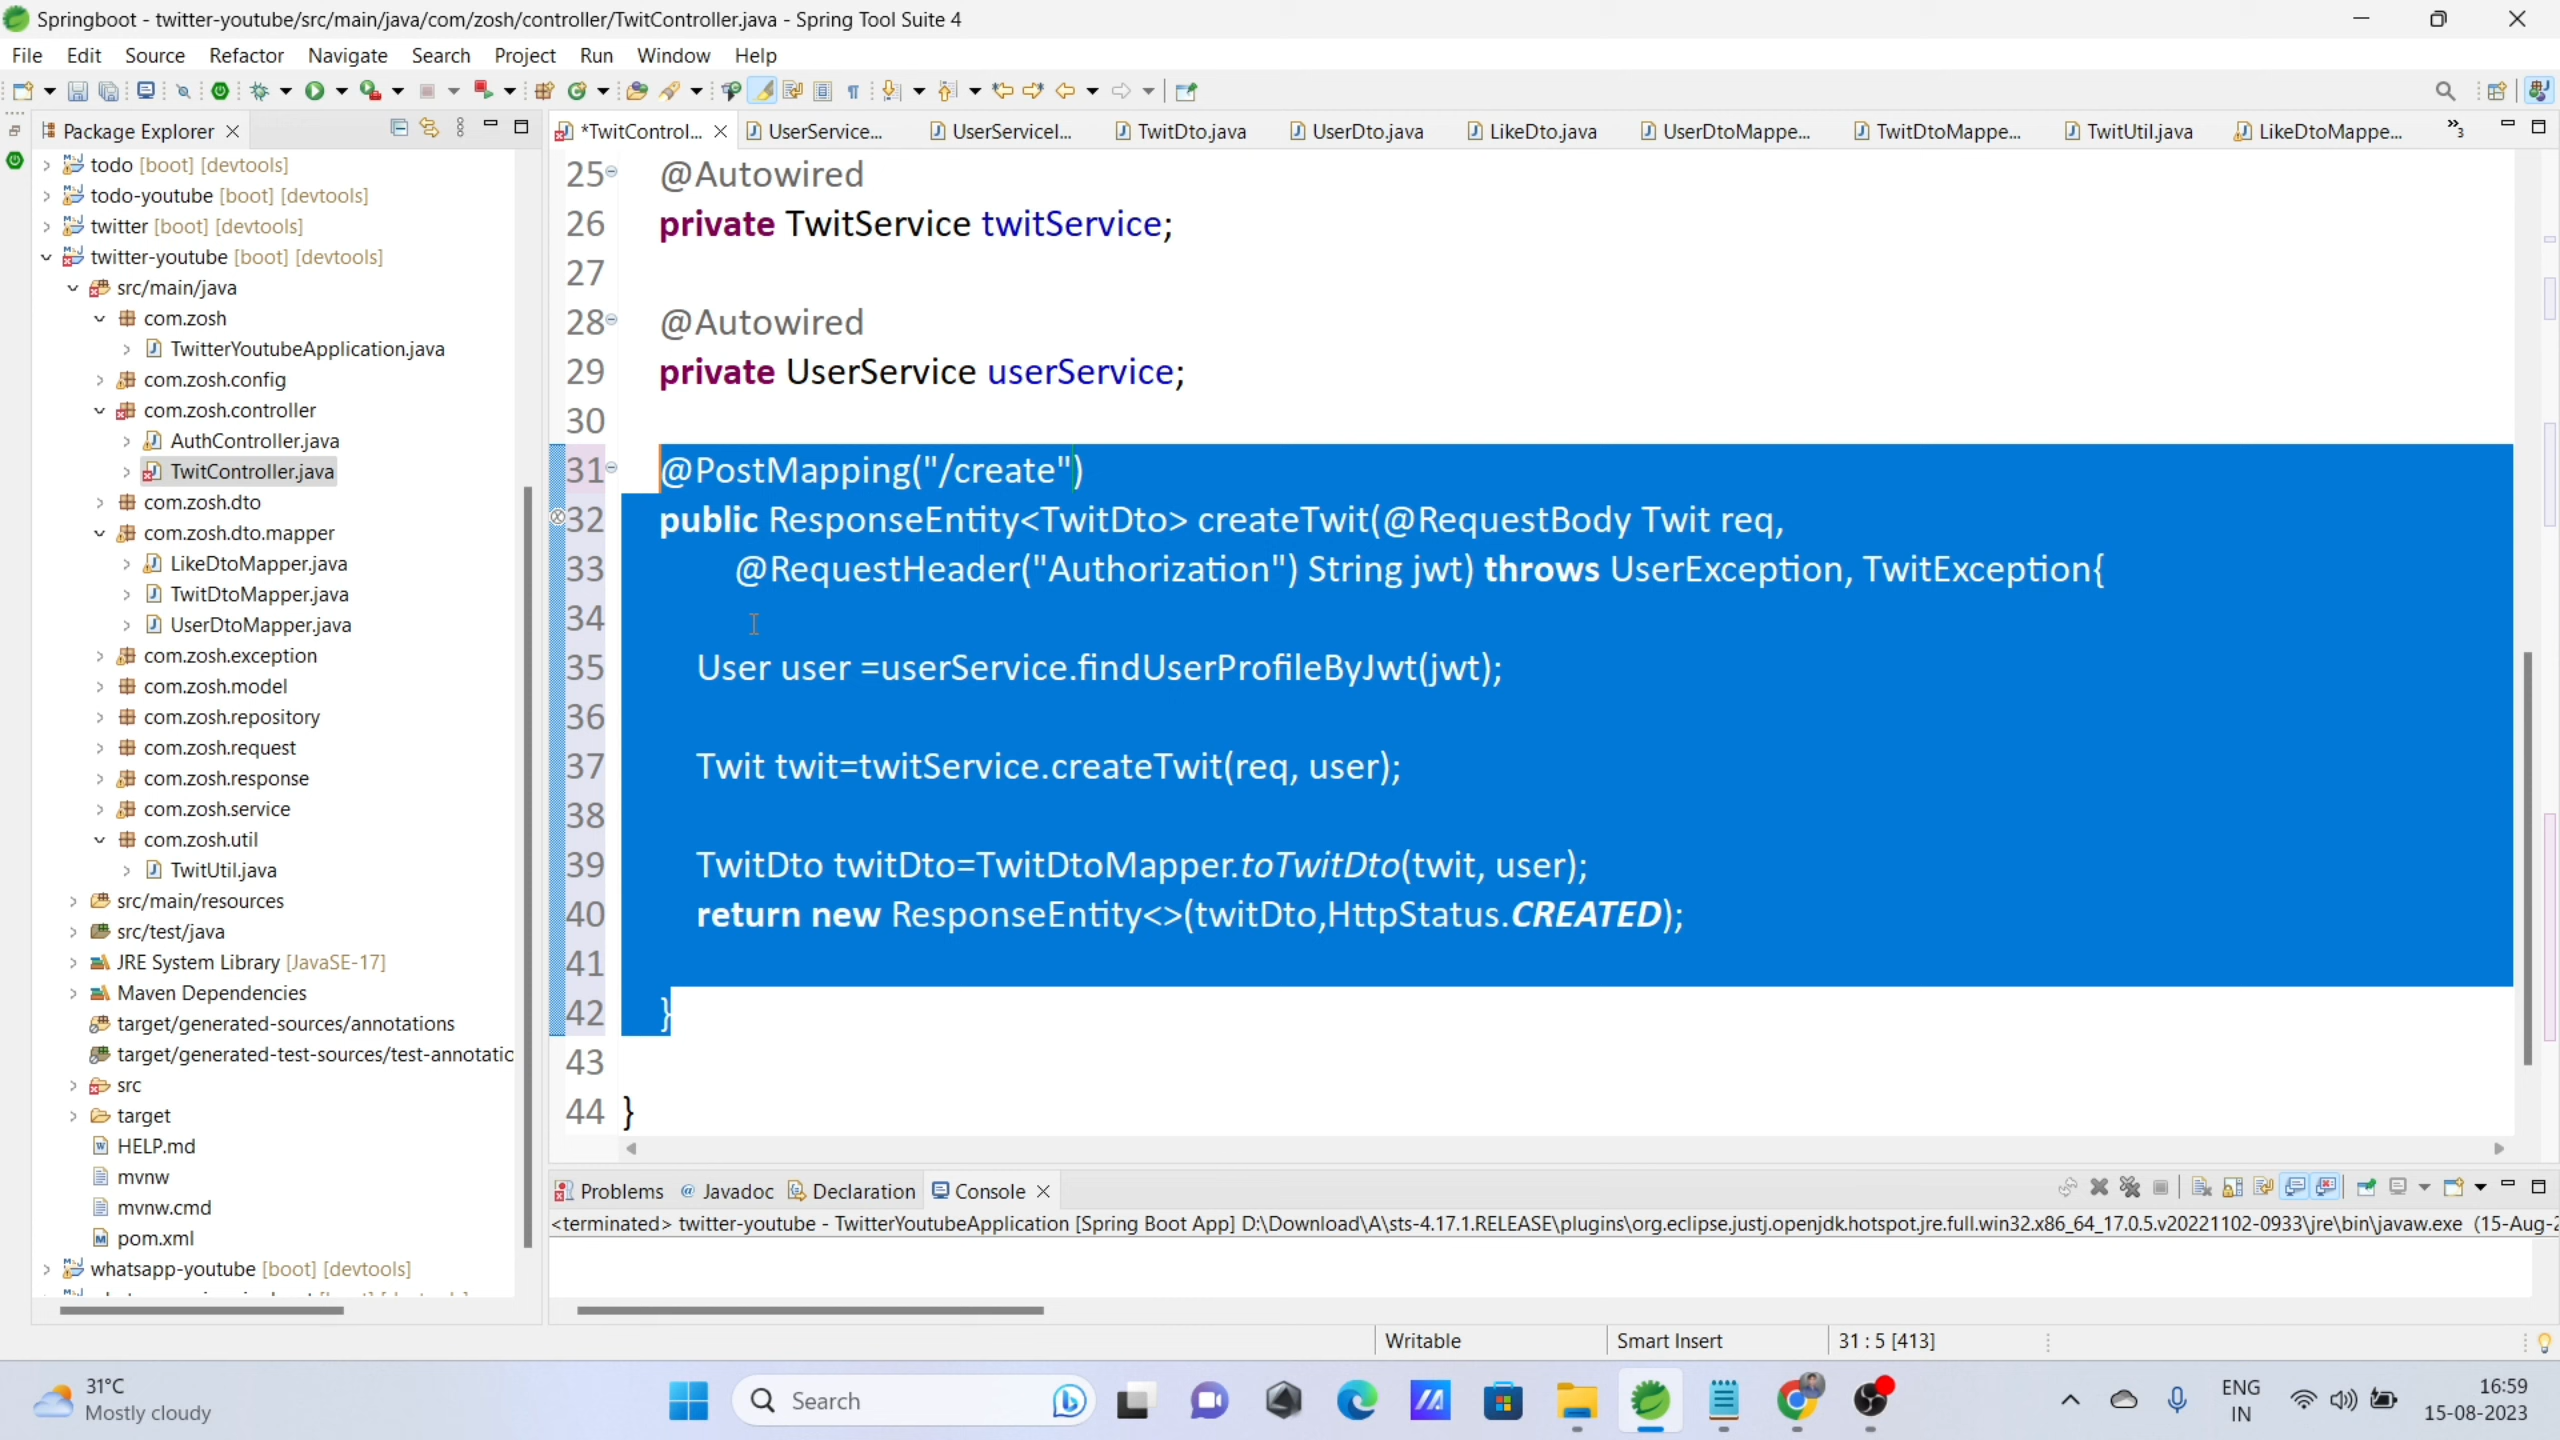 Springboot - twitter-youtube/src/main/java/com/zosh/controller/TwitController.java - Spring Tool Suite 4
File Edit Source Refactor Navigate Search Project Run Window Help
Package Explorer
todo [boot] [devtools]
todo-youtube [boot] [devtools]
twitter [boot] [devtools]
twitter-youtube [boot] [devtools]
src/main/java
com.zosh
TwitterYoutubeApplication.java
com.zosh.config
com.zosh.controller
AuthController.java
TwitController.java
com.zosh.dto
com.zosh.dto.mapper
LikeDtoMapper.java
TwitDtoMapper.java
UserDtoMapper.java
com.zosh.exception
com.zosh.model
com.zosh.repository
com.zosh.request
com.zosh.response
com.zosh.service
com.zosh.util
TwitUtil.java
src/main/resources
src/test/java
JRE System Library [JavaSE-17]
Maven Dependencies
target/generated-sources/annotations
target/generated-test-sources/test-annotatic
src
target
HELP.md
mvnw
mvnw.cmd
pom.xml
whatsapp-youtube [boot] [devtools]
*TwitControl... UserService... UserServiceI... TwitDto.java UserDto.java LikeDto.java UserDtoMappe... TwitDtoMappe... TwitUtil.java LikeDtoMappe... »3
25 @Autowired
26 private TwitService twitService;
27
28 @Autowired
29 private UserService userService;
30
31 @PostMapping("/create")
32 public ResponseEntity<TwitDto> createTwit(@RequestBody Twit req,
33 @RequestHeader("Authorization") String jwt) throws UserException, TwitException{
34
35 User user =userService.findUserProfileByJwt(jwt);
36
37 Twit twit=twitService.createTwit(req, user);
38
39 TwitDto twitDto=TwitDtoMapper.toTwitDto(twit, user);
40 return new ResponseEntity<>(twitDto,HttpStatus.CREATED);
41
42 }
43
44 }
Problems @ Javadoc Declaration Console
<terminated> twitter-youtube - TwitterYoutubeApplication [Spring Boot App] D:\Download\A\sts-4.17.1.RELEASE\plugins\org.eclipse.justj.openjdk.hotspot.jre.full.win32.x86_64_17.0.5.v20221102-0933\jre\bin\javaw.exe (15-Aug-2
Writable Smart Insert 31 : 5 [413]
31°C
Mostly cloudy
Search
ENG
IN
16:59
15-08-2023